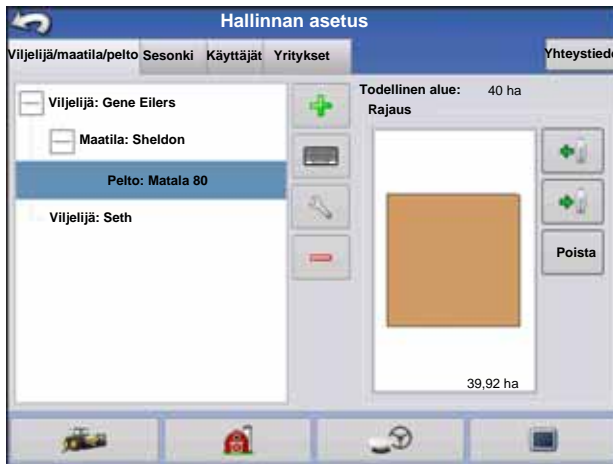 Hallinnan asetus
Viljelijä/maatila/pelto Sesonki Käyttäjät Yritykset Yhteystied
Viljelijä: Gene Eilers
Maatila: Sheldon
Pelto: Matala 80
Viljelijä: Seth
Todellinen alue: 40 ha
Rajaus
Poista
39,92 ha